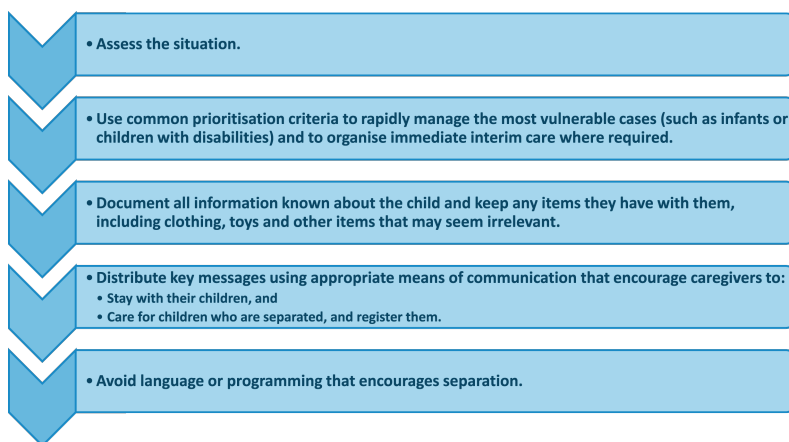 • Assess the situation.
• Use common prioritisation criteria to rapidly manage the most vulnerable cases (such as infants or
children with disabilities) and to organise immediate interim care where required.
• Document all information known about the child and keep any items they have with them,
including clothing, toys and other items that may seem irrelevant.
• Distribute key messages using appropriate means of communication that encourage caregivers to:
• Stay with their children, and
• Care for children who are separated, and register them.
• Avoid language or programming that encourages separation.